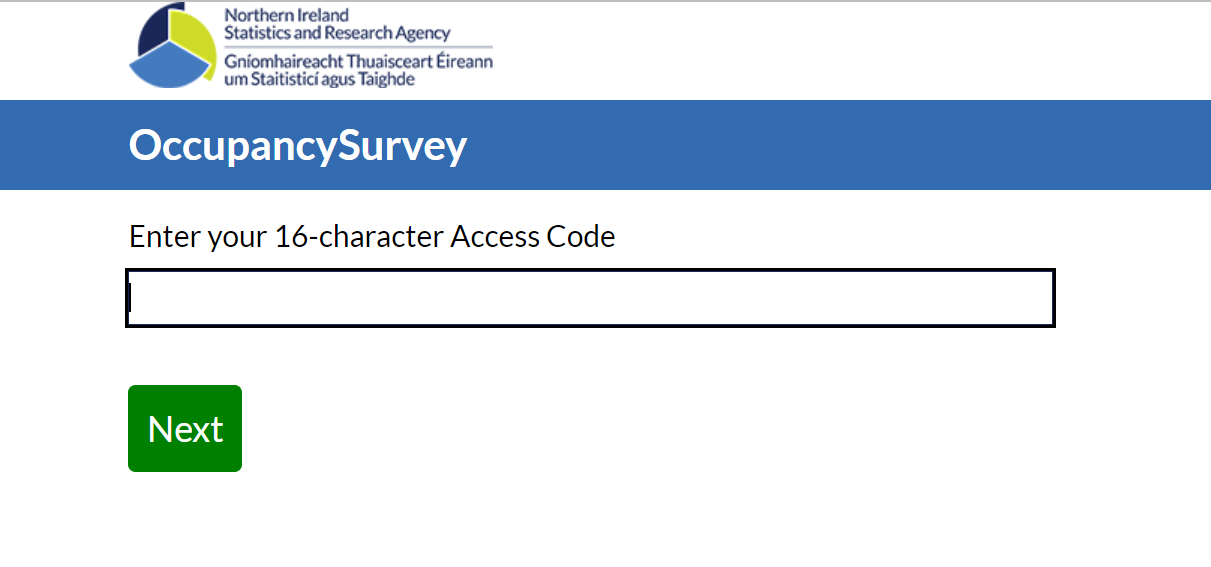 Northern Ireland
Statistics and Research Agency
Gníomhaireacht Thuaisceart Éireann
um Staitisticí agus Taighde
OccupancySurvey
Enter your 16-character Access Code
Next